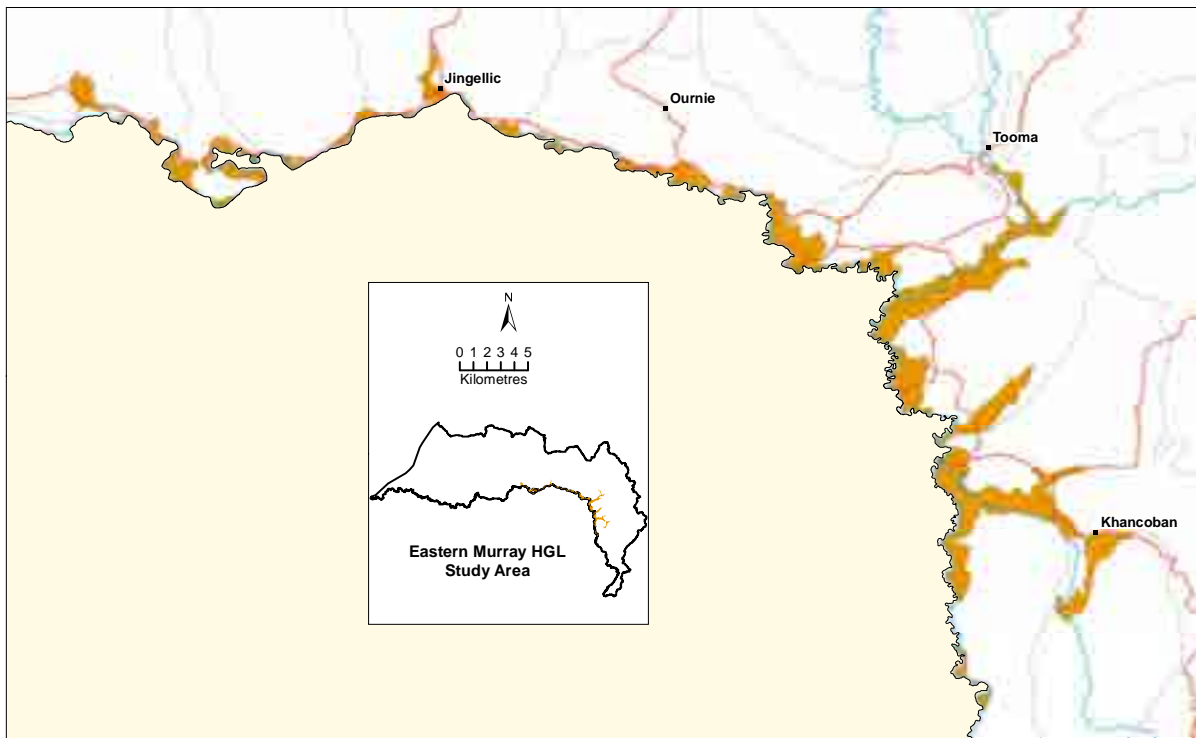 Jingellic
Ournie
Tooma
N
0 1 2 3 4 5
Kilometres
Khancoban
Eastern Murray HGL
Study Area